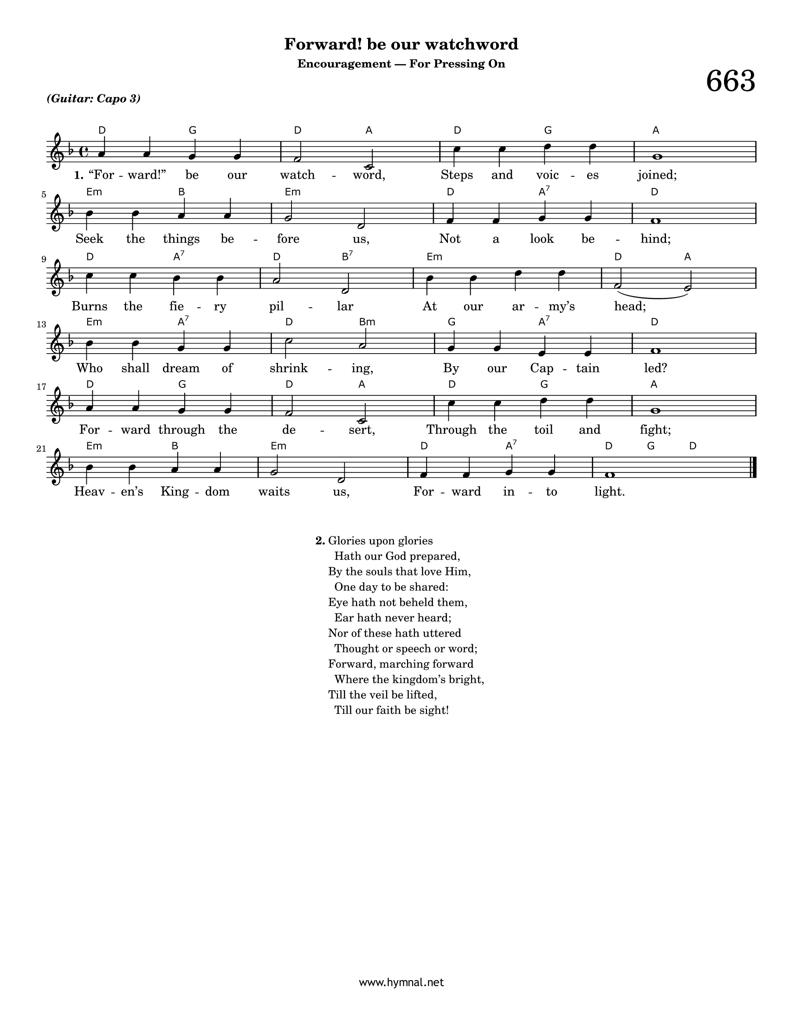 Forward! be our watchword
Encouragement — For Pressing On
663
(Guitar: Capo 3)
D G D A D G A
1. “For - ward!” be our watch - word, Steps and voic - es joined;
5 Em B Em D A7 D
Seek the things be - fore us, Not a look be - hind;
9 D A7 D B7 Em D A
Burns the fie - ry pil - lar At our ar - my’s head;
13 Em A7 D Bm G A7 D
Who shall dream of shrink - ing, By our Cap - tain led?
17 D G D A D G A
For - ward through the de - sert, Through the toil and fight;
21 Em B Em D A7 D G D
Heav - en’s King - dom waits us, For - ward in - to light.
2. Glories upon glories
Hath our God prepared,
By the souls that love Him,
One day to be shared:
Eye hath not beheld them,
Ear hath never heard;
Nor of these hath uttered
Thought or speech or word;
Forward, marching forward
Where the kingdom’s bright,
Till the veil be lifted,
Till our faith be sight!
www.hymnal.net